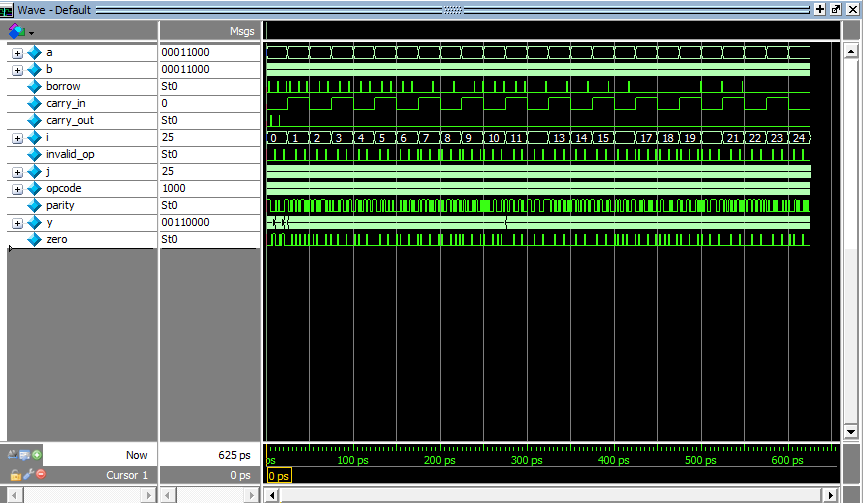 Wave - Default
Msgs
a 00011000
b 00011000
borrow St0
carry_in 0
carry_out St0
i 25 0 1 2 3 4 5 6 7 8 9 10 11 13 14 15 17 18 19 21 22 23 24
invalid_op St0
j 25
opcode 1000
parity St0
y 00110000
zero St0
Now 625 ps ps 100 ps 200 ps 300 ps 400 ps 500 ps 600 ps
Cursor 1 0 ps 0 ps